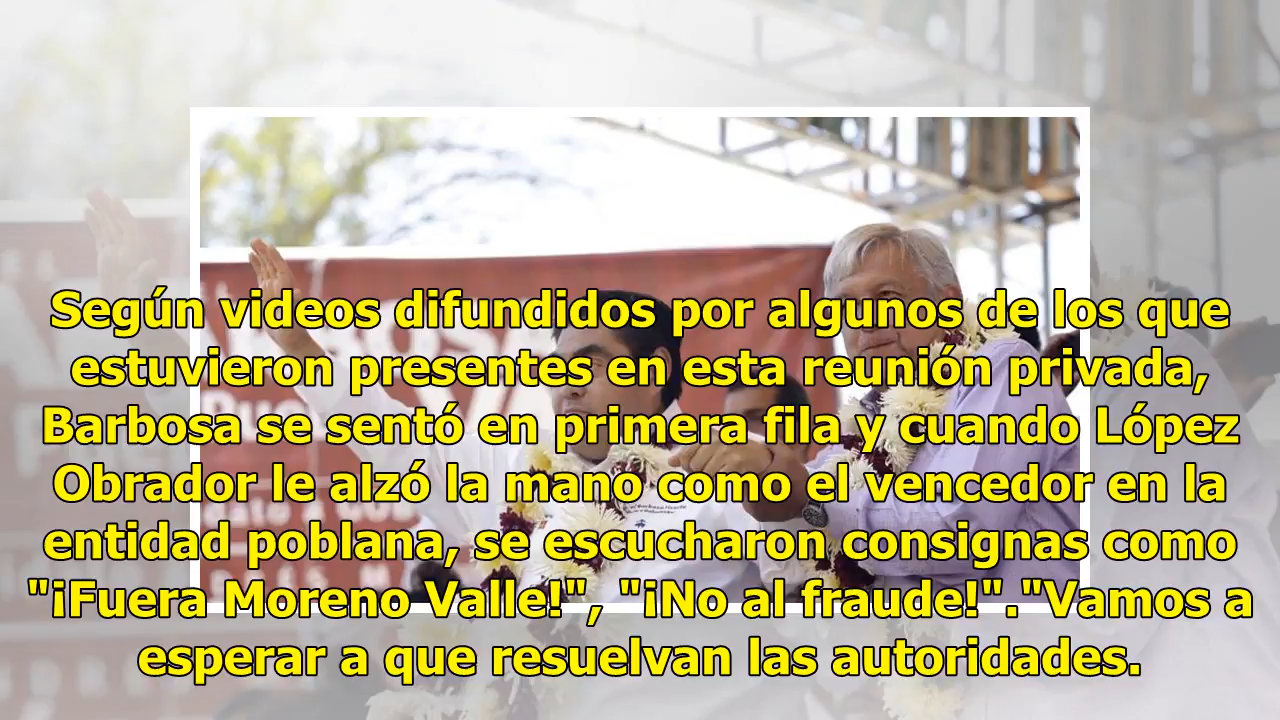 Según videos difundidos por algunos de los que
estuvieron presentes en esta reunión privada,
Barbosa se sentó en primera fila y cuando López
Obrador le alzó la mano como el vencedor en la
entidad poblana, se escucharon consignas como
"¡Fuera Moreno Valle!", "¡No al fraude!"."Vamos a
esperar a que resuelvan las autoridades.